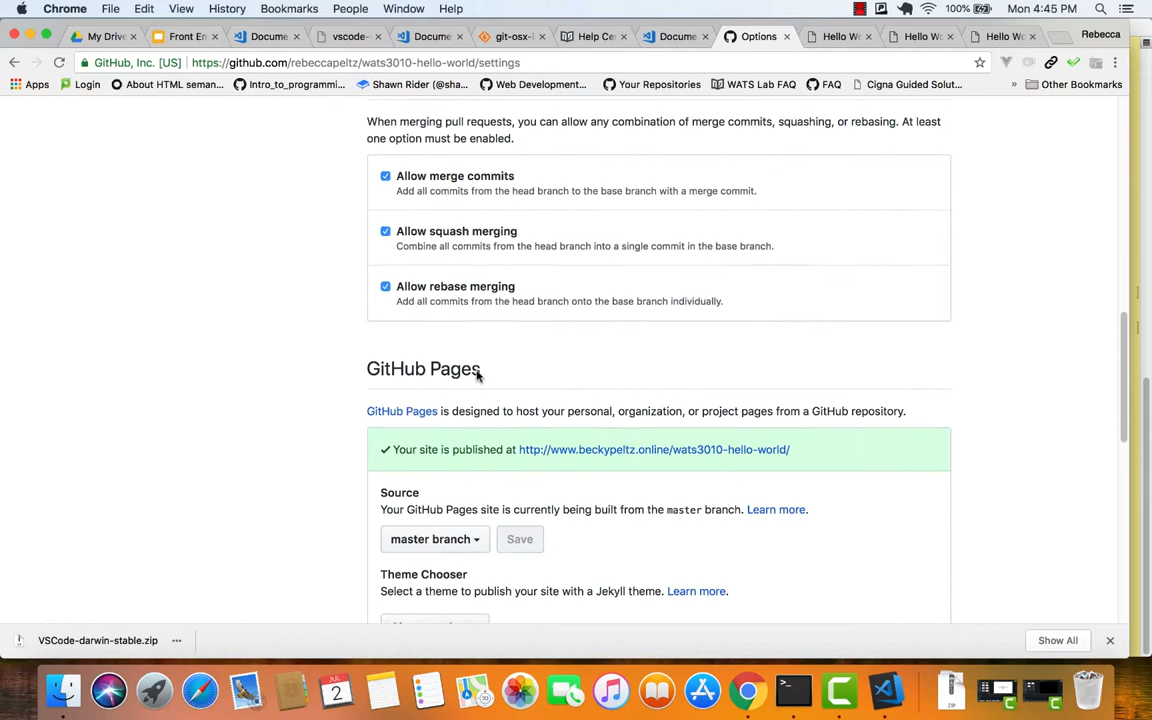 Chrome File Edit View History Bookmarks People Window Help 100% Mon 4:45 PM
My Drive Front En Docume vscode- Docume git-osx-i Help Ce Docume Options Hello Wo Hello Wo Hello Wo Rebecca
GitHub, Inc. [US] https://github.com/rebeccapeltz/wats3010-hello-world/settings
Apps Login About HTML seman... Intro_to_programmi... Shawn Rider (@sha... Web Development... Your Repositories WATS Lab FAQ FAQ Cigna Guided Solut... » Other Bookmarks
When merging pull requests, you can allow any combination of merge commits, squashing, or rebasing. At least
one option must be enabled.
Allow merge commits
Add all commits from the head branch to the base branch with a merge commit.
Allow squash merging
Combine all commits from the head branch into a single commit in the base branch.
Allow rebase merging
Add all commits from the head branch onto the base branch individually.
GitHub Pages
GitHub Pages is designed to host your personal, organization, or project pages from a GitHub repository.
✓ Your site is published at http://www.beckypeltz.online/wats3010-hello-world/
Source
Your GitHub Pages site is currently being built from the master branch. Learn more.
master branch Save
Theme Chooser
Select a theme to publish your site with a Jekyll theme. Learn more.
VSCode-darwin-stable.zip ... Show All
JUL
2